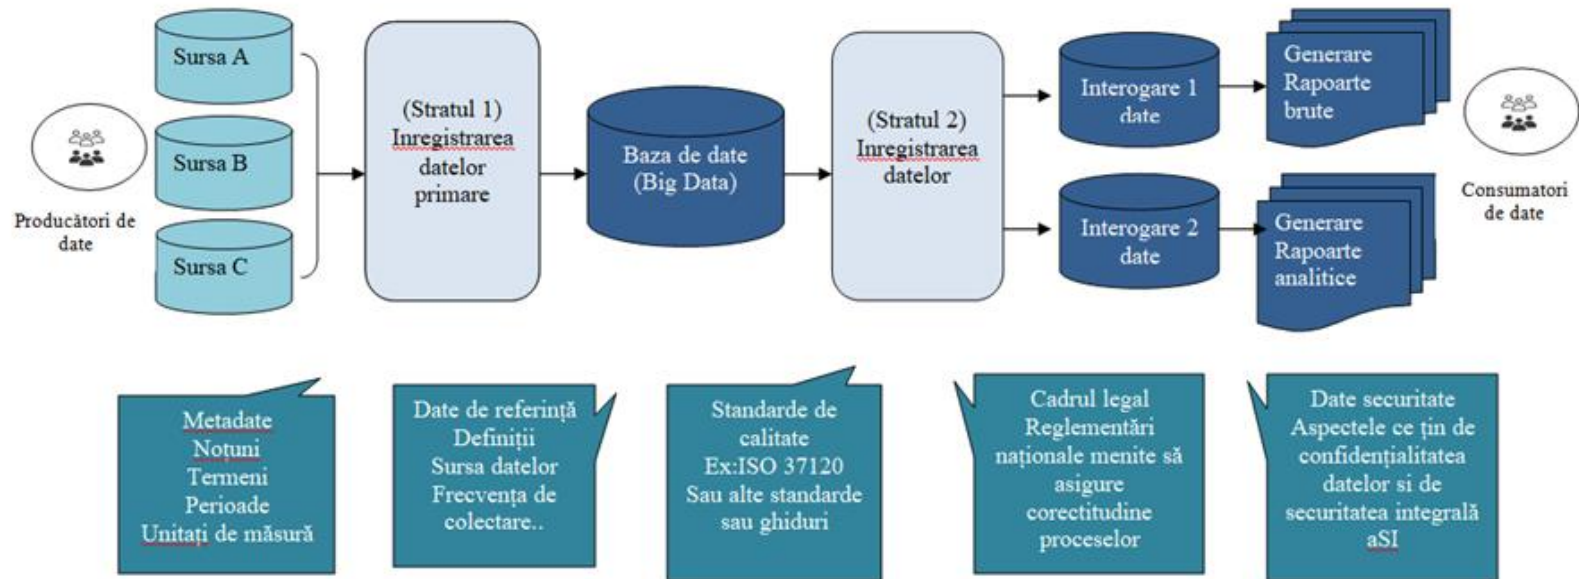 Sursa A
Sursa B
Sursa C
Producători de
date
(Stratul 1)
Inregistrarea
datelor
primare
Baza de date
(Big Data)
(Stratul 2)
Inregistrarea
datelor
Interogare 1
date
Interogare 2
date
Generare
Rapoarte
brute
Generare
Rapoarte
analitice
Consumatori
de date
Metadate
Noțuni
Termeni
Perioade
Unitați de măsură
Date de referință
Definiții
Sursa datelor
Frecvența de
colectare..
Standarde de
calitate
Ex:ISO 37120
Sau alte standarde
sau ghiduri
Cadrul legal
Reglementări
naționale menite să
asigure
corectitudine
proceselor
Date securitate
Aspectele ce țin de
confidențialitatea
datelor si de
securitatea integrală
aSI